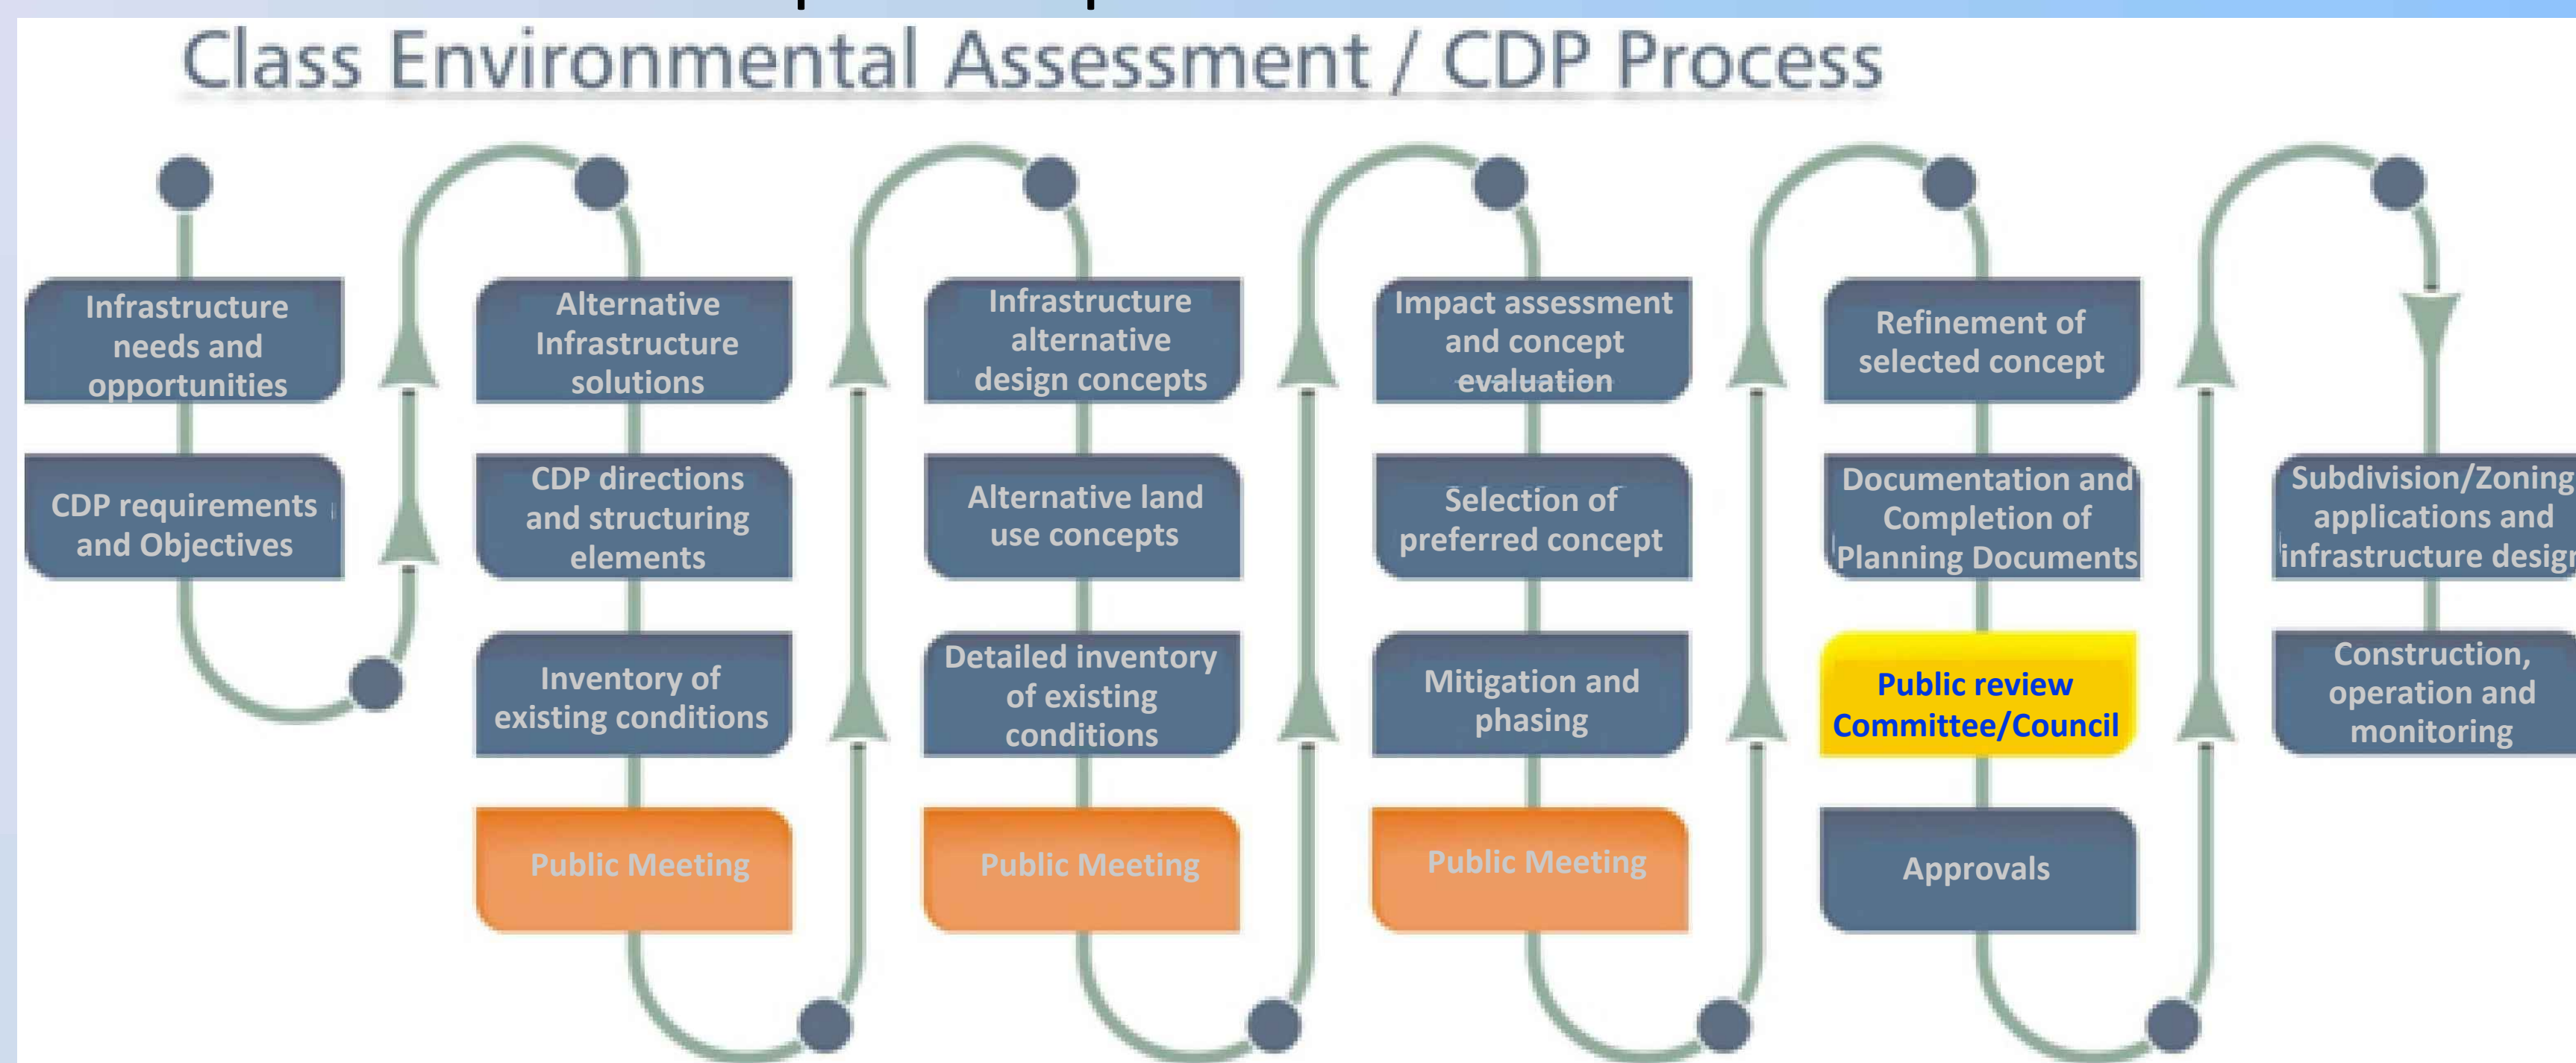 Class Environmental Assessment / CDP Process
Infrastructure
needs and
opportunities
CDP requirements
and Objectives
Alternative
Infrastructure
solutions
CDP directions
and structuring
elements
Inventory of
existing conditions
Public Meeting
Infrastructure
alternative
design concepts
Alternative land
use concepts
Detailed inventory
of existing
conditions
Public Meeting
Impact assessment
and concept
evaluation
Selection of
preferred concept
Mitigation and
phasing
Public Meeting
Refinement of
selected concept
Documentation and
Completion of
Planning Documents
Public review
Committee/Council
Approvals
Subdivision/Zoning
applications and
infrastructure design
Construction,
operation and
monitoring